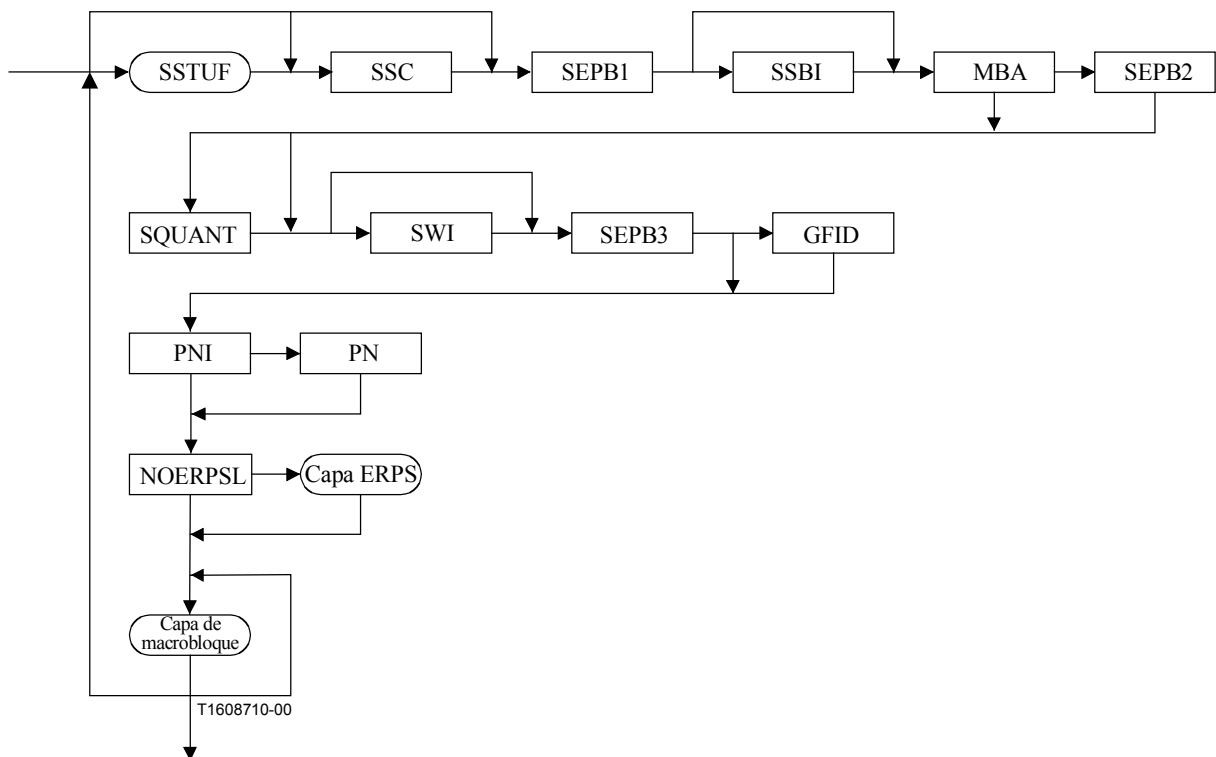 SSTUF
SSC
SEPB1
SSBI
MBA
SEPB2
SQUANT
SWI
SEPB3
GFID
PNI
PN
NOERPSL
Capa ERPS
Capa de
macrobloque
T1608710-00